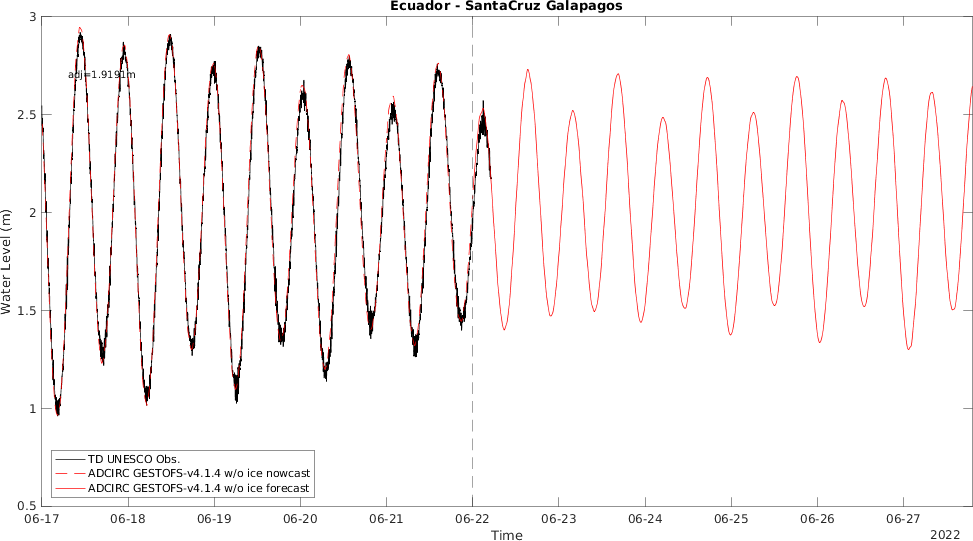 Ecuador - SantaCruz Galapagos
3
adj=1.9191m
2.5
2
Water Level (m)
1.5
1
TD UNESCO Obs.
ADCIRC GESTOFS-v4.1.4 w/o ice nowcast
ADCIRC GESTOFS-v4.1.4 w/o ice forecast
0.5
06-17 06-18 06-19 06-20 06-21 06-22 06-23 06-24 06-25 06-26 06-27
Time
2022